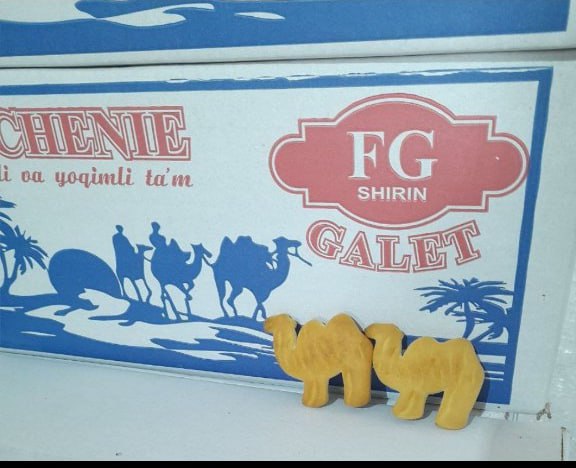 CHENIE
li va yoqimli ta'm
FG
SHIRIN
GALET